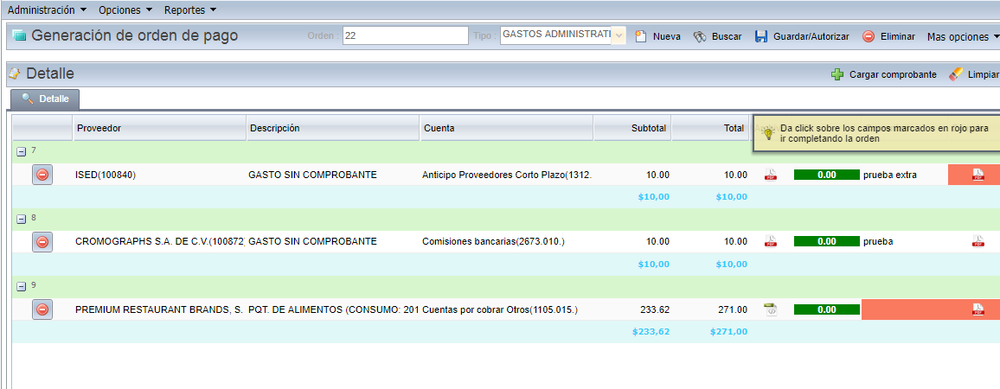 Administración Opciones Reportes
Generación de orden de pago Orden : 22 Tipo : GASTOS ADMINISTRATI Nueva Buscar Guardar/Autorizar Eliminar Mas opciones
Detalle Cargar comprobante Limpiar
Detalle
Proveedor Descripción Cuenta Subtotal Total
Da click sobre los campos marcados en rojo para
ir completando la orden
7
ISED(100840) GASTO SIN COMPROBANTE Anticipo Proveedores Corto Plazo(1312. 10.00 10.00 PDF 0.00 prueba extra PDF
$10,00 $10,00
8
CROMOGRAPHS S.A. DE C.V.(100872) GASTO SIN COMPROBANTE Comisiones bancarias(2673.010.) 10.00 10.00 PDF 0.00 prueba PDF
$10,00 $10,00
9
PREMIUM RESTAURANT BRANDS, S. PQT. DE ALIMENTOS (CONSUMO: 201 Cuentas por cobrar Otros(1105.015.) 233.62 271.00 0.00 PDF
$233,62 $271,00